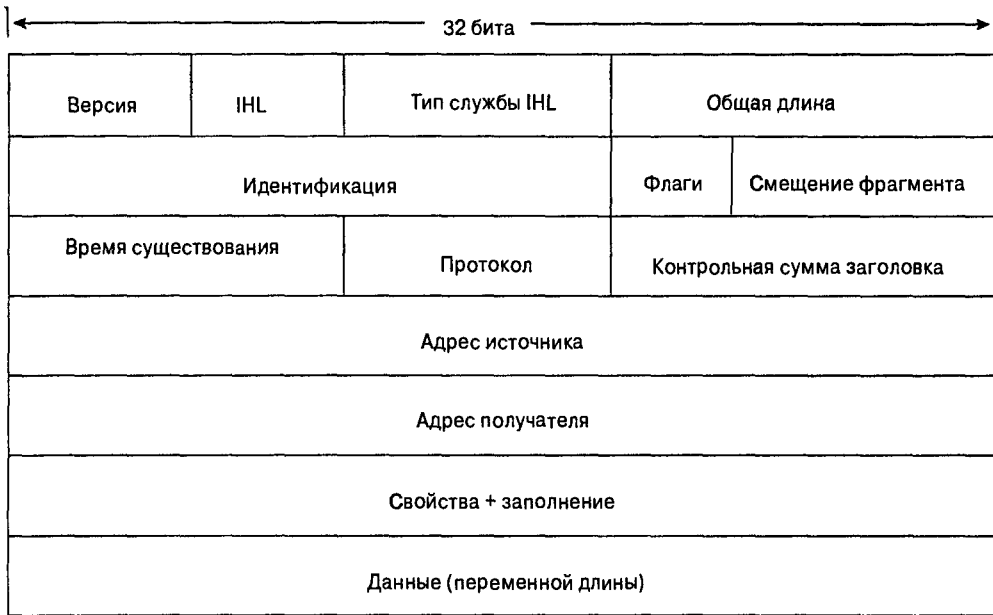 32 бита
Версия IHL Тип службы IHL Общая длина
Идентификация Флаги Смещение фрагмента
Время существования Протокол Контрольная сумма заголовка
Адрес источника
Адрес получателя
Свойства + заполнение
Данные (переменной длины)